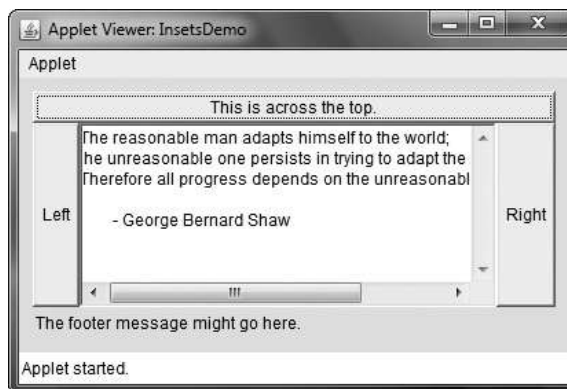 Applet Viewer: InsetsDemo
Applet
This is across the top.
The reasonable man adapts himself to the world;
he unreasonable one persists in trying to adapt the
Therefore all progress depends on the unreasonabl
Left
- George Bernard Shaw
Right
The footer message might go here.
Applet started.